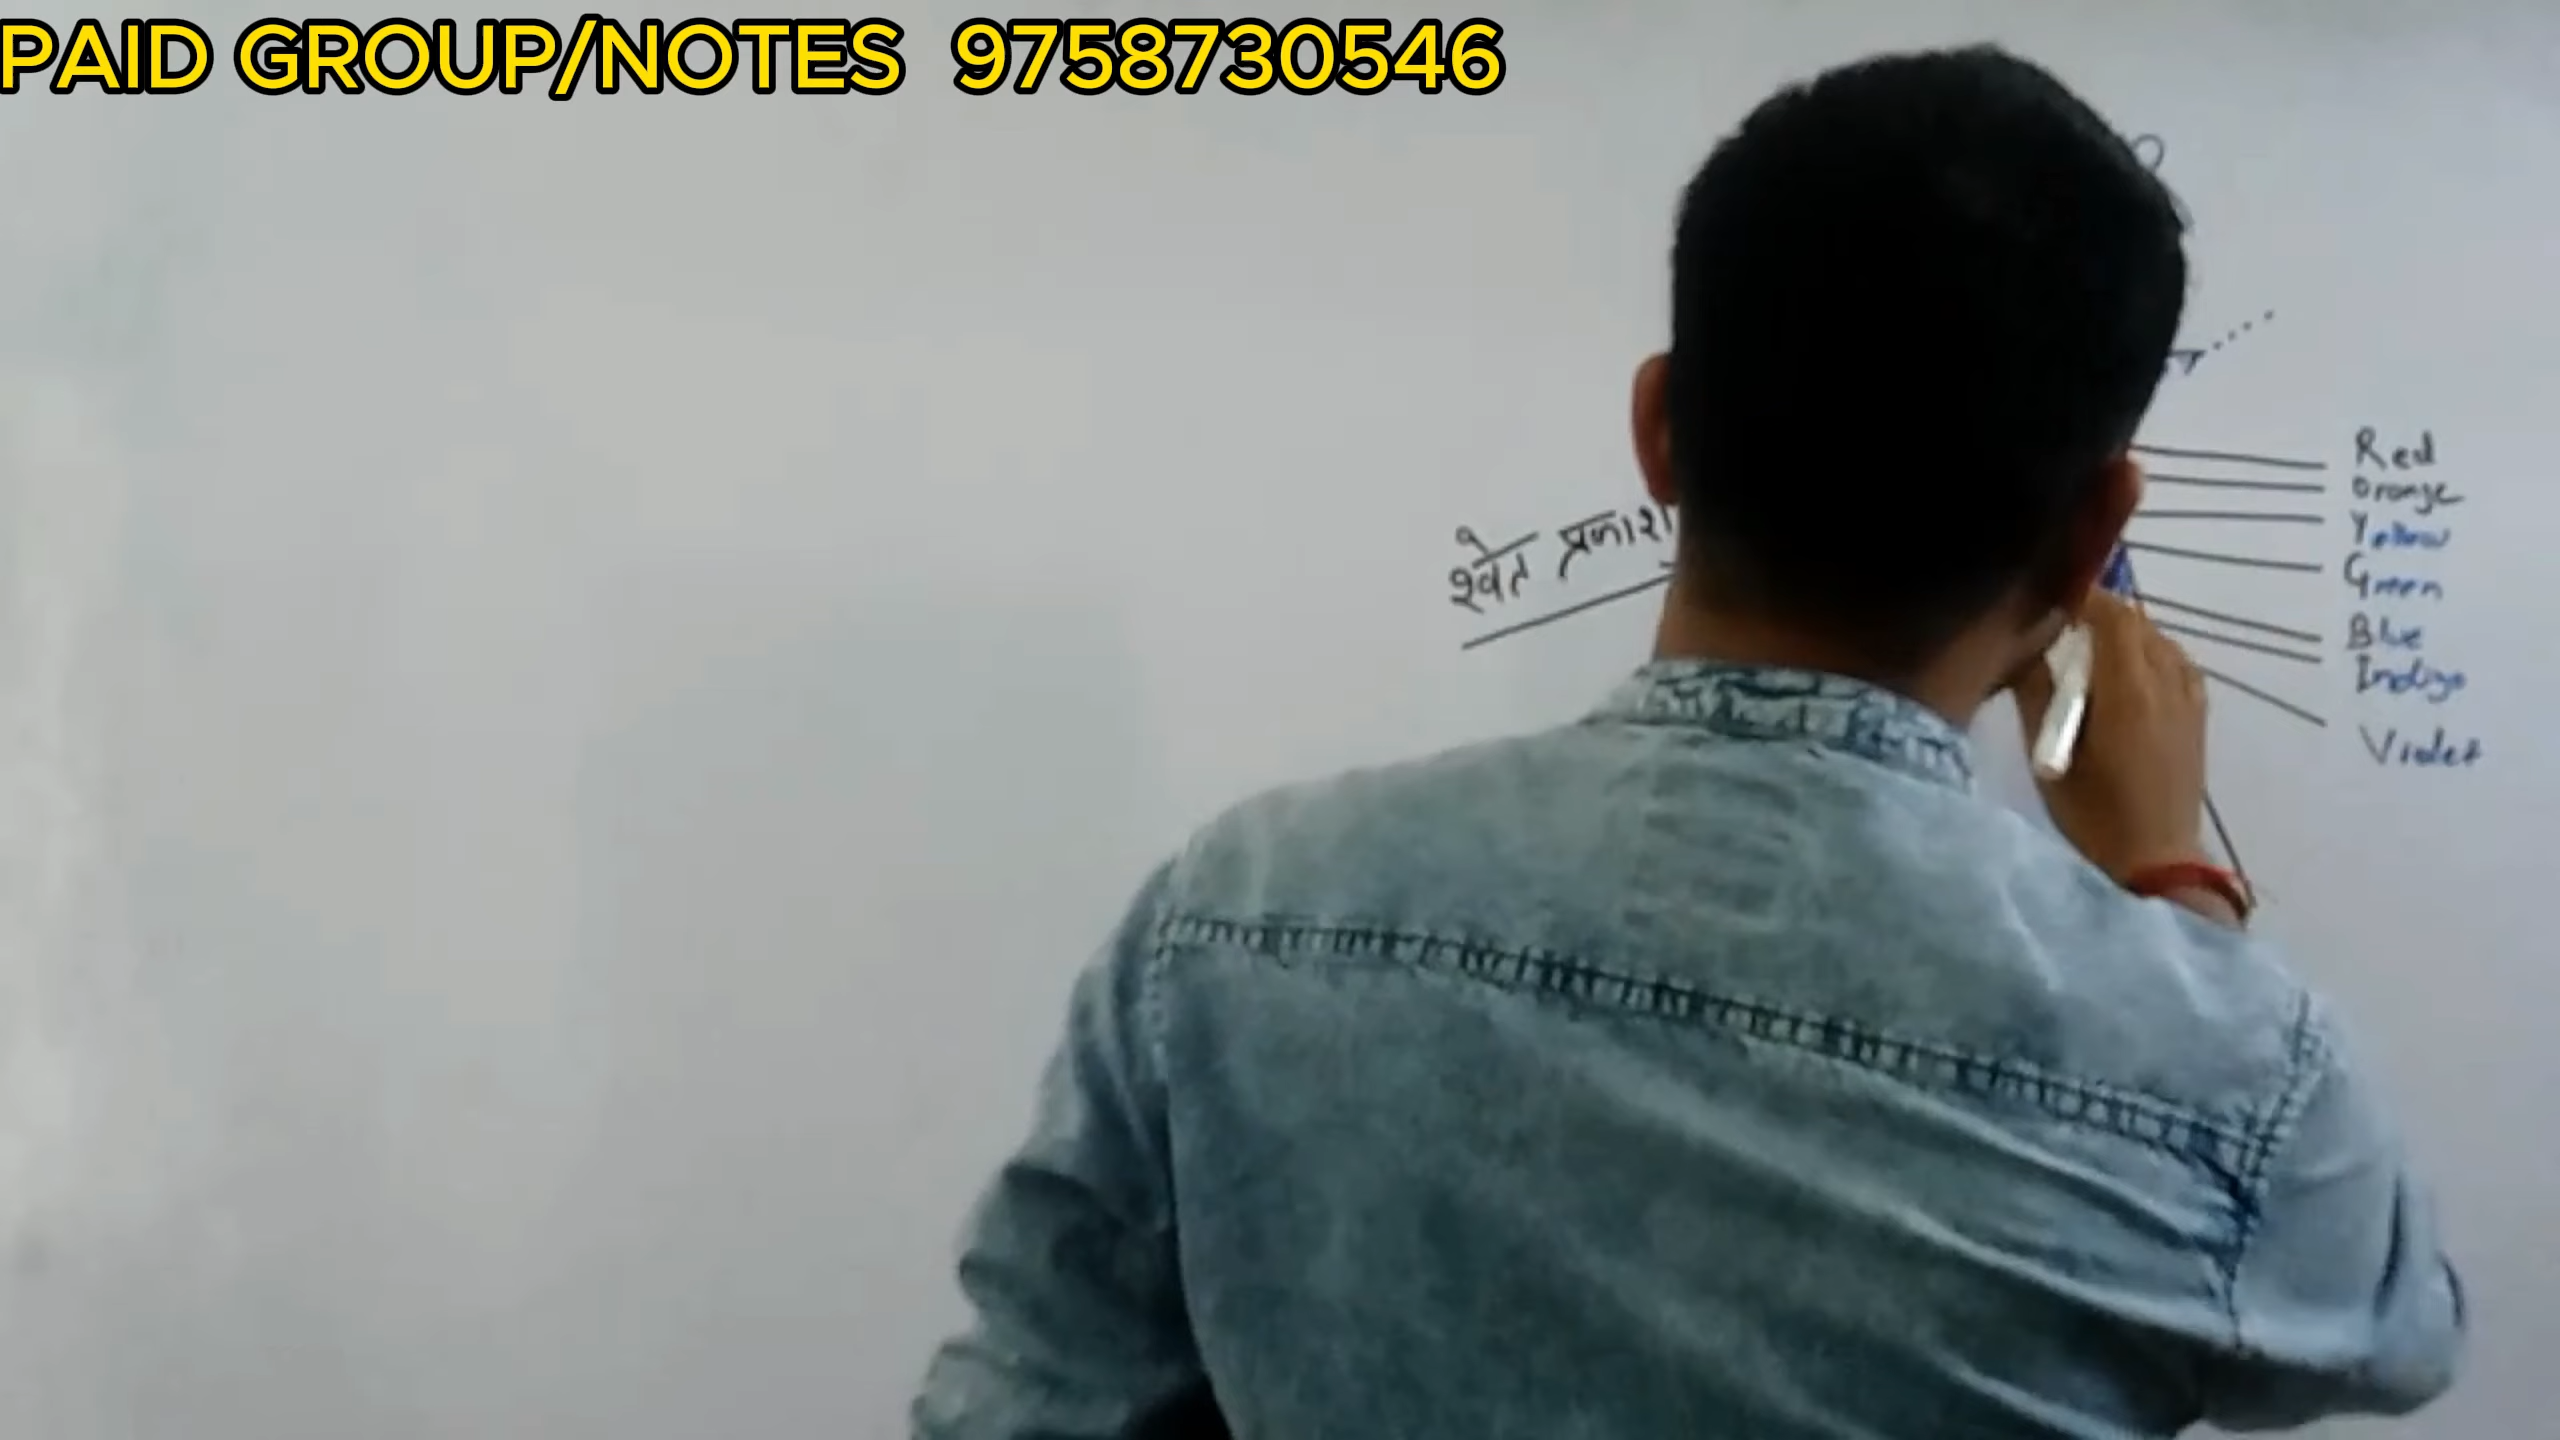 PAID GROUP/NOTES 9758730546
Red
Orange
Yellow
श्वेत प्रकाश
Green
Blue
Indigo
Violet